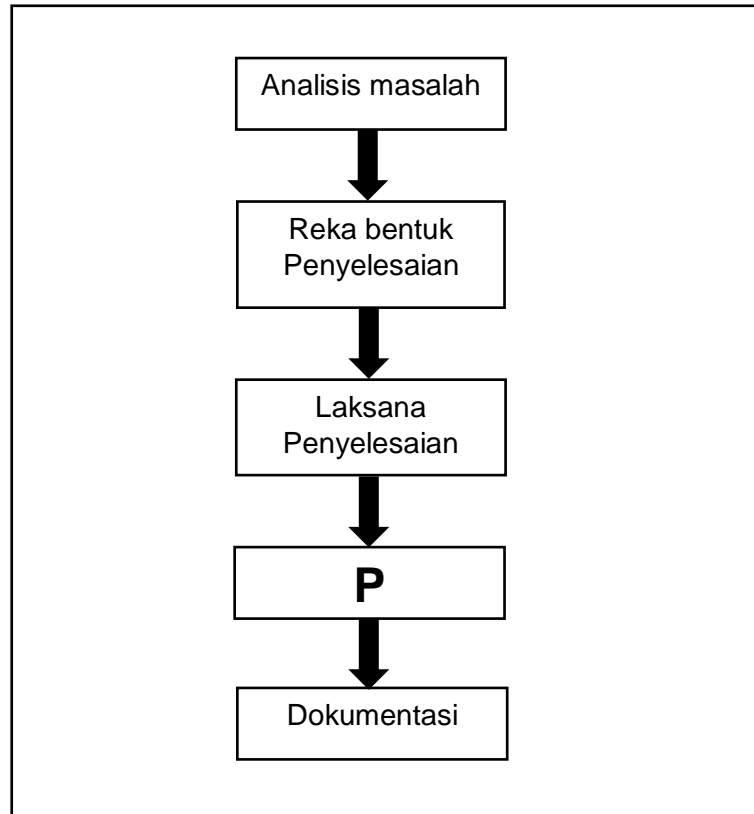 Analisis masalah
Reka bentuk
Penyelesaian
Laksana
Penyelesaian
P
Dokumentasi